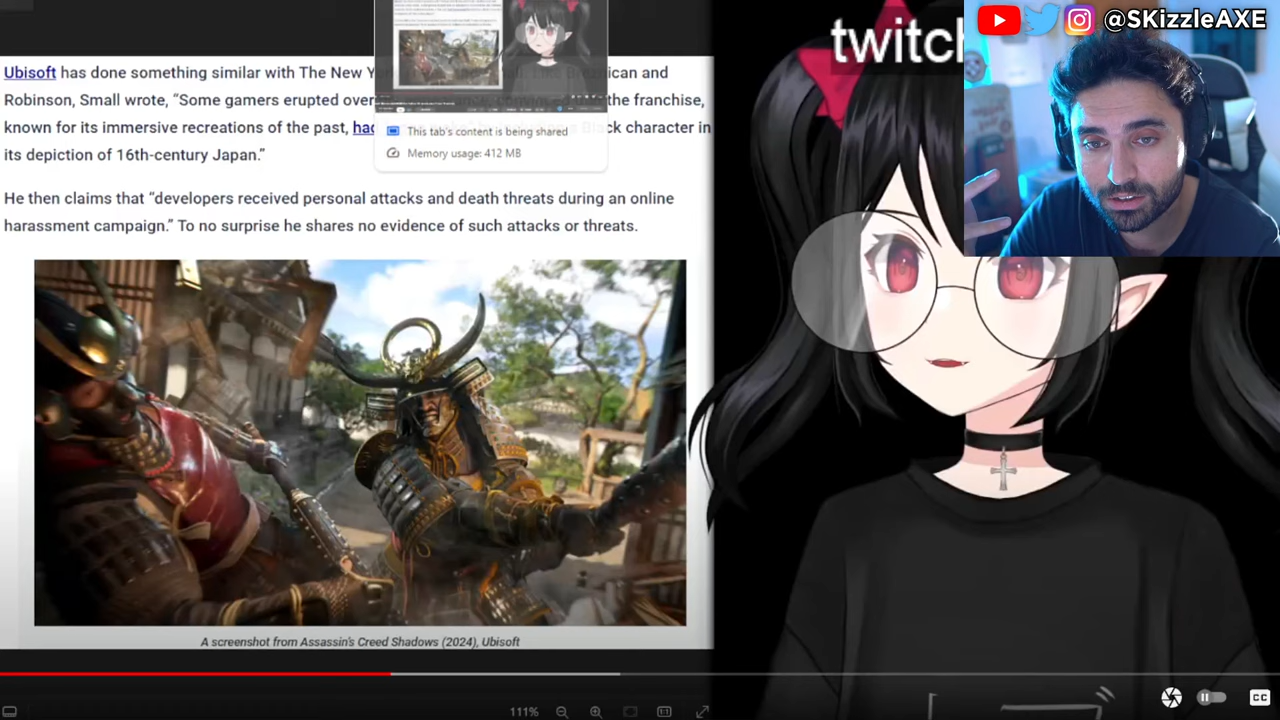 twitch
@SKizzleAXE
Ubisoft has done something similar with The New Yo and
Robinson, Small wrote, “Some gamers erupted over the franchise,
known for its immersive recreations of the past, character in
its depiction of 16th-century Japan.”
This tab's content is being shared
Memory usage: 412 MB
He then claims that “developers received personal attacks and death threats during an online
harassment campaign.” To no surprise he shares no evidence of such attacks or threats.
A screenshot from Assassin's Creed Shadows (2024), Ubisoft
111%
1:1
CC